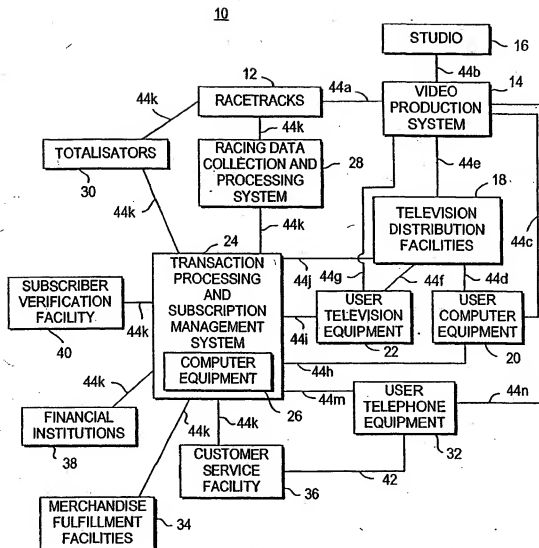 10
STUDIO
16
44b
12
44a
14
RACETRACKS
VIDEO
PRODUCTION
SYSTEM
44k
44k
TOTALISATORS
30
RACING DATA
COLLECTION AND
PROCESSING
SYSTEM
28
44e
18
44k
44k
TELEVISION
DISTRIBUTION
FACILITIES
44c
24
TRANSACTION
PROCESSING
AND
SUBSCRIPTION
MANAGEMENT
SYSTEM
44j
44g
44f
44d
SUBSCRIBER
VERIFICATION
FACILITY
40
44k
44i
USER
TELEVISION
EQUIPMENT
22
USER
COMPUTER
EQUIPMENT
20
COMPUTER
EQUIPMENT
26
44h
44m
44k
44k
44k
FINANCIAL
INSTITUTIONS
38
USER
TELEPHONE
EQUIPMENT
32
44n
CUSTOMER
SERVICE
FACILITY
36
42
MERCHANDISE
FULFILLMENT
FACILITIES
34